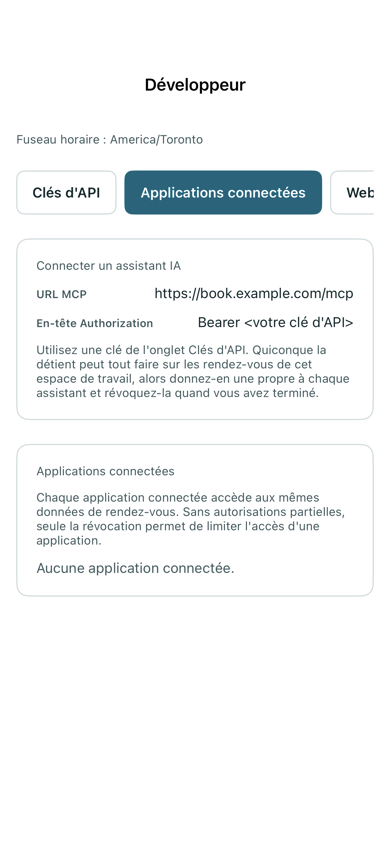 Développeur
Fuseau horaire : America/Toronto
Clés d'API
Applications connectées
Web
Connecter un assistant IA
URL MCP https://book.example.com/mcp
En-tête Authorization Bearer <votre clé d'API>
Utilisez une clé de l'onglet Clés d'API. Quiconque la
détient peut tout faire sur les rendez-vous de cet
espace de travail, alors donnez-en une propre à chaque
assistant et révoquez-la quand vous avez terminé.
Applications connectées
Chaque application connectée accède aux mêmes
données de rendez-vous. Sans autorisations partielles,
seule la révocation permet de limiter l'accès d'une
application.
Aucune application connectée.